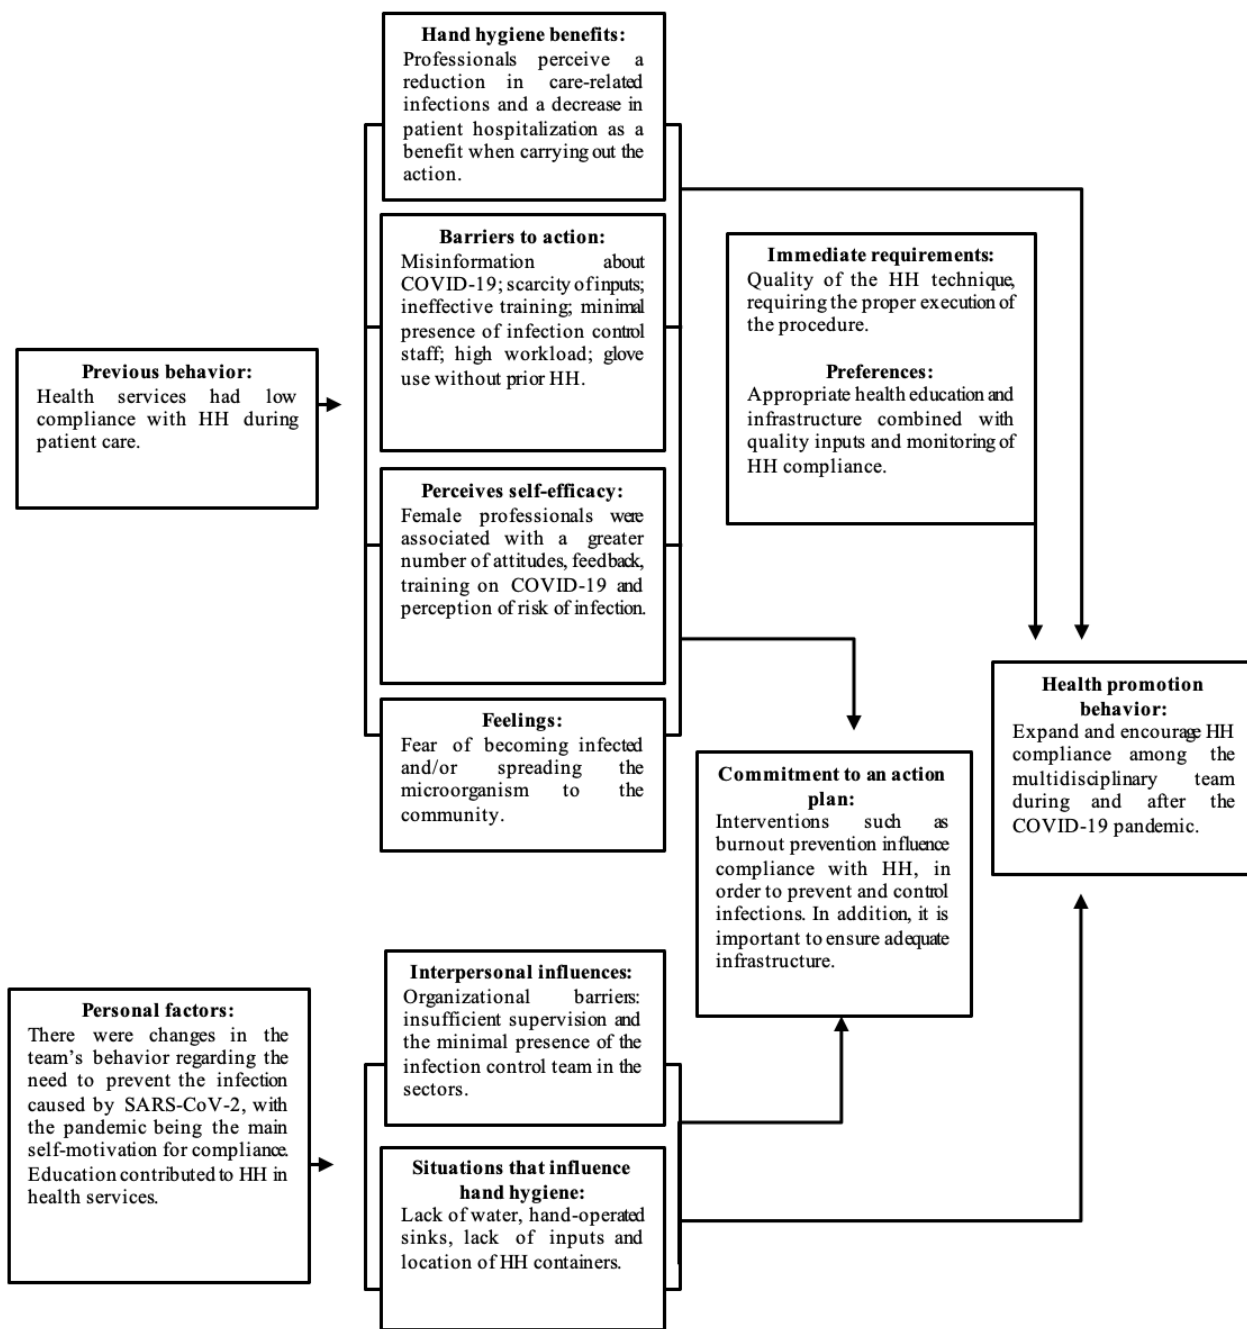 Hand hygiene benefits:
Professionals perceive a
reduction in care-related
infections and a decrease in
patient hospitalization as a
benefit when carrying out the
action.
Barriers to action:
Misinformation about
COVID-19; scarcity of inputs;
ineffective training; minimal
presence of infection control
staff; high workload; glove
use without prior HH.
Immediate requirements:
Quality of the HH technique,
requiring the proper execution of
the procedure.
Preferences:
Appropriate health education and
infrastructure combined with
quality inputs and monitoring of
HH compliance.
Previous behavior:
Health services had low
compliance with HH during
patient care.
Perceives self-efficacy:
Female professionals were
associated with a greater
number of attitudes, feedback,
training on COVID-19 and
perception of risk of infection.
Feelings:
Fear of becoming infected
and/or spreading the
microorganism to the
community.
Health promotion
behavior:
Expand and encourage HH
compliance among the
multidisciplinary team
during and after the
COVID-19 pandemic.
Commitment to an action
plan:
Interventions such as
burnout prevention influence
compliance with HH, in
order to prevent and control
infections. In addition, it is
important to ensure adequate
infrastructure.
Interpersonal influences:
Organizational barriers:
insufficient supervision and
the minimal presence of the
infection control team in the
sectors.
Personal factors:
There were changes in the
team's behavior regarding the
need to prevent the infection
caused by SARS-CoV-2, with
the pandemic being the main
self-motivation for compliance.
Education contributed to HH in
health services.
Situations that influence
hand hygiene:
Lack of water, hand-operated
sinks, lack of inputs and
location of HH containers.